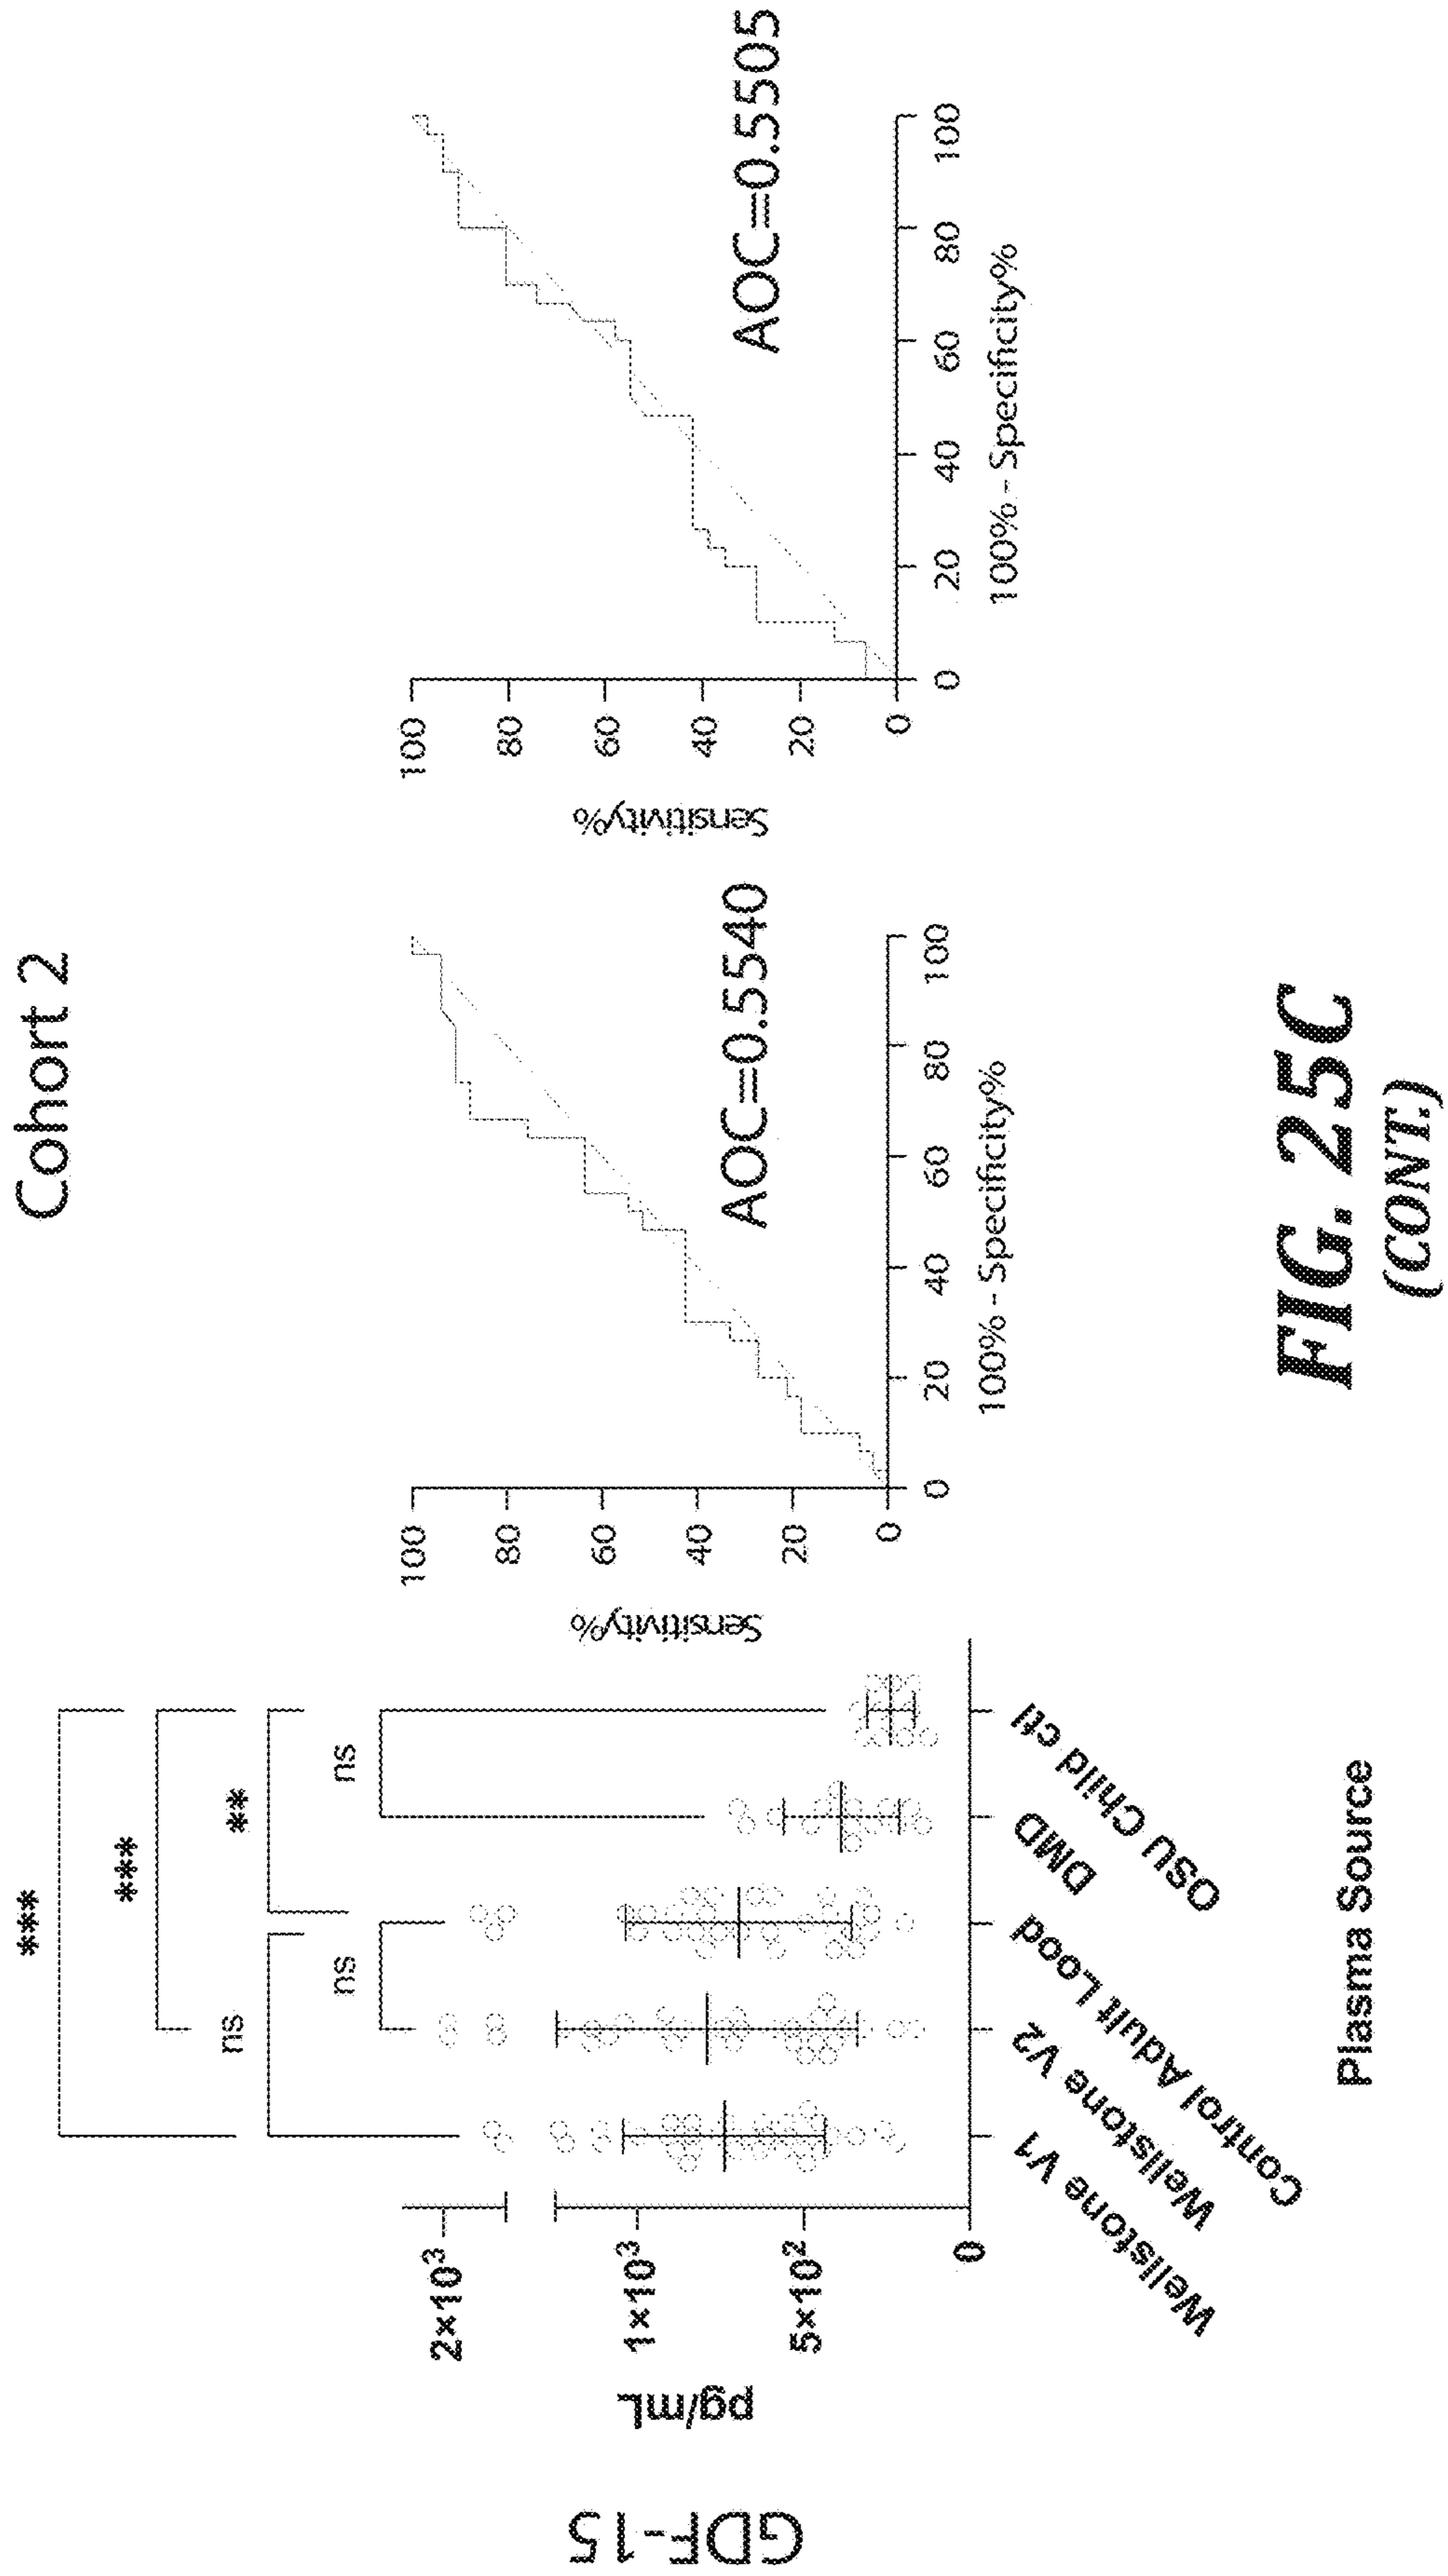 Cohort 2
GDF-15
pg/mL
2×10³
1×10³
5×10²
0
***
***
**
ns
ns
ns
Wellstone V1
Wellstone V2
Control Adult Lood
DMD
OSU Child ctl
Plasma Source
Sensitivity%
100
80
60
40
20
0
0 20 40 60 80 100
100% - Specificity%
AOC=0.5540
Sensitivity%
100
80
60
40
20
0
0 20 40 60 80 100
100% - Specificity%
AOC=0.5505
FIG. 25C
(CONT.)